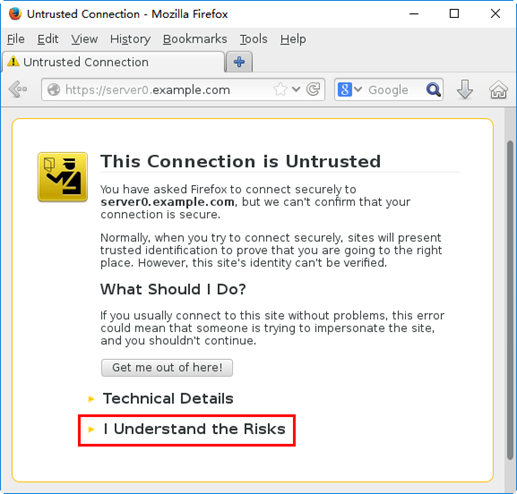 Untrusted Connection - Mozilla Firefox
File Edit View History Bookmarks Tools Help
Untrusted Connection
https://server0.example.com
Google
This Connection is Untrusted
You have asked Firefox to connect securely to
server0.example.com, but we can't confirm that your
connection is secure.
Normally, when you try to connect securely, sites will present
trusted identification to prove that you are going to the right
place. However, this site's identity can't be verified.
What Should I Do?
If you usually connect to this site without problems, this error
could mean that someone is trying to impersonate the site,
and you shouldn't continue.
Get me out of here!
Technical Details
I Understand the Risks